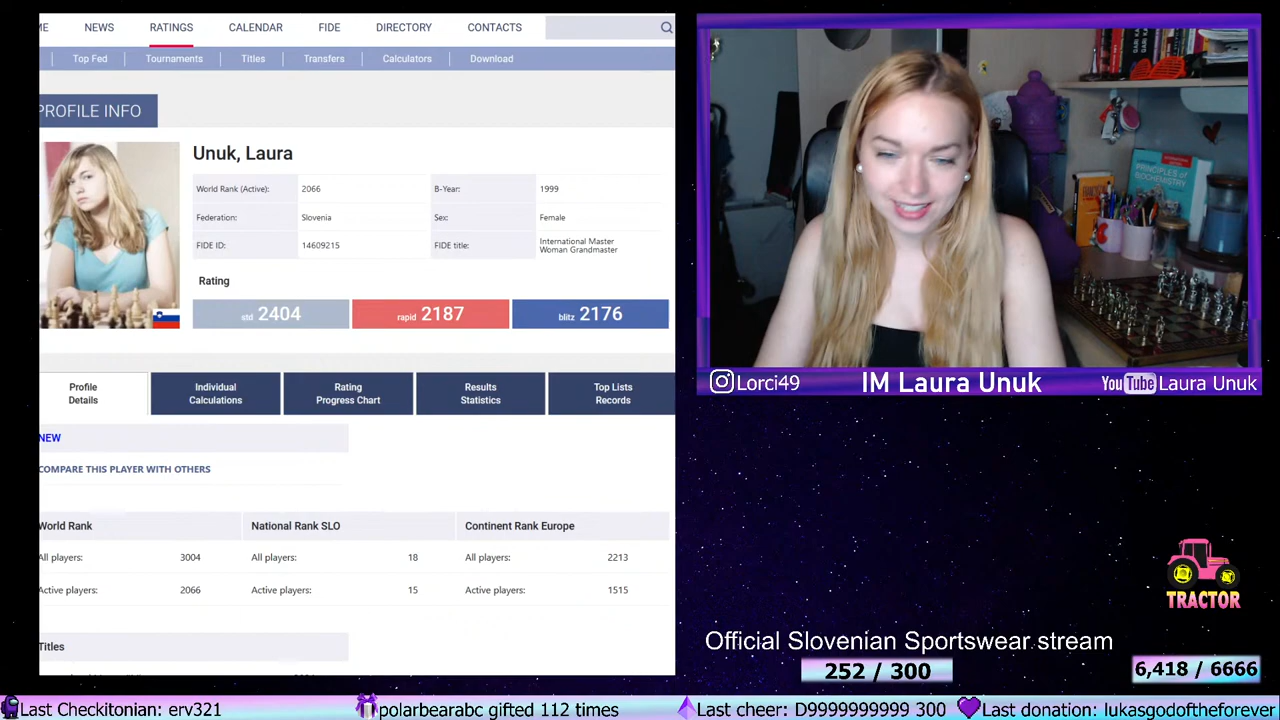 ME NEWS RATINGS CALENDAR FIDE DIRECTORY CONTACTS
Top Fed Tournaments Titles Transfers Calculators Download
PROFILE INFO
Unuk, Laura
World Rank (Active): 2066 B-Year: 1999
Federation: Slovenia Sex: Female
FIDE ID: 14609215 FIDE title: International Master
Woman Grandmaster
Rating
std 2404 rapid 2187 blitz 2176
Profile Details
Individual Calculations
Rating Progress Chart
Results Statistics
Top Lists Records
NEW
COMPARE THIS PLAYER WITH OTHERS
World Rank National Rank SLO Continent Rank Europe
All players: 3004 All players: 18 All players: 2213
Active players: 2066 Active players: 15 Active players: 1515
Titles
PRINCIPLES OF
BIOCHEMISTRY
Lorci49 IM Laura Unuk YouTube Laura Unuk
TRACTOR
Official Slovenian Sportswear stream
252 / 300 6,418 / 6666
Last Checkitonian: erv321 polarbearabc gifted 112 times Last cheer: D9999999999 300 Last donation: lukasgodoftheforever